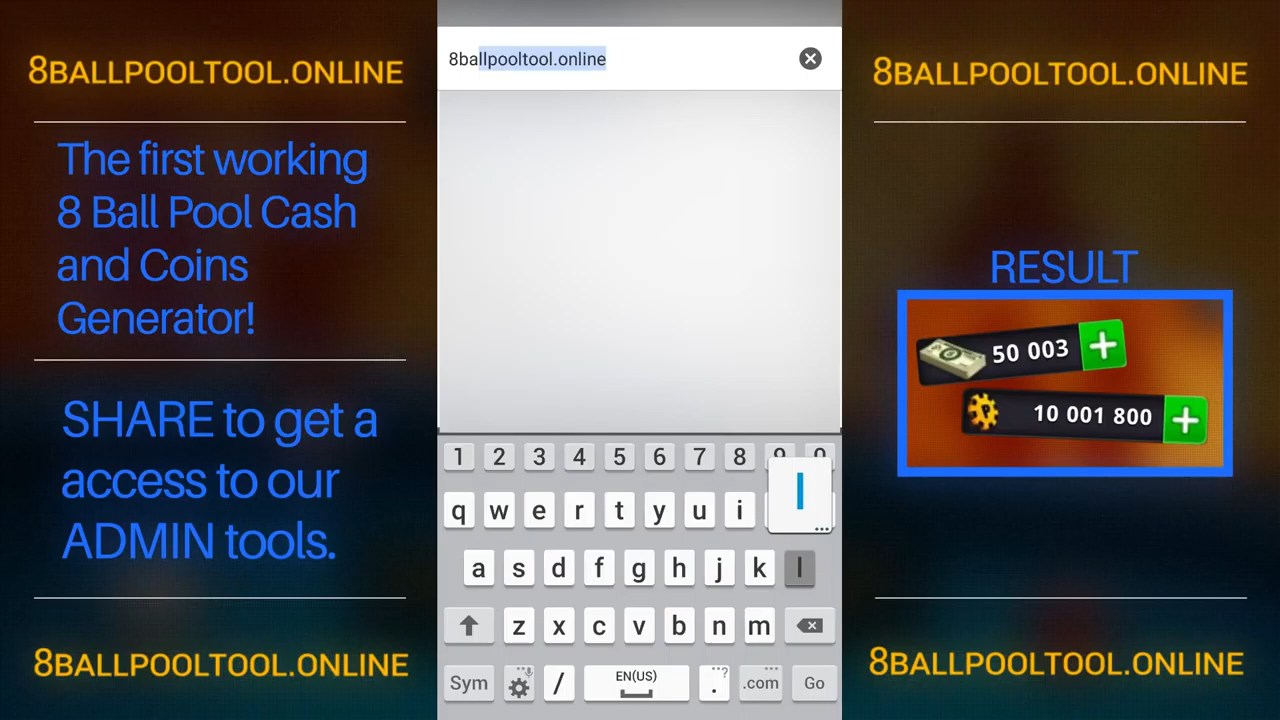 8BALLPOOLTOOL.ONLINE
The first working
8 Ball Pool Cash
and Coins
Generator!
SHARE to get a
access to our
ADMIN tools.
8BALLPOOLTOOL.ONLINE
8ballpooltool.online
1 2 3 4 5 6 7 8 9 0
q w e r t y u i l
a s d f g h j k l
z x c v b n m
EN(US)
Sym / . ? .com Go
8BALLPOOLTOOL.ONLINE
RESULT
50 003
10 001 800
8BALLPOOLTOOL.ONLINE